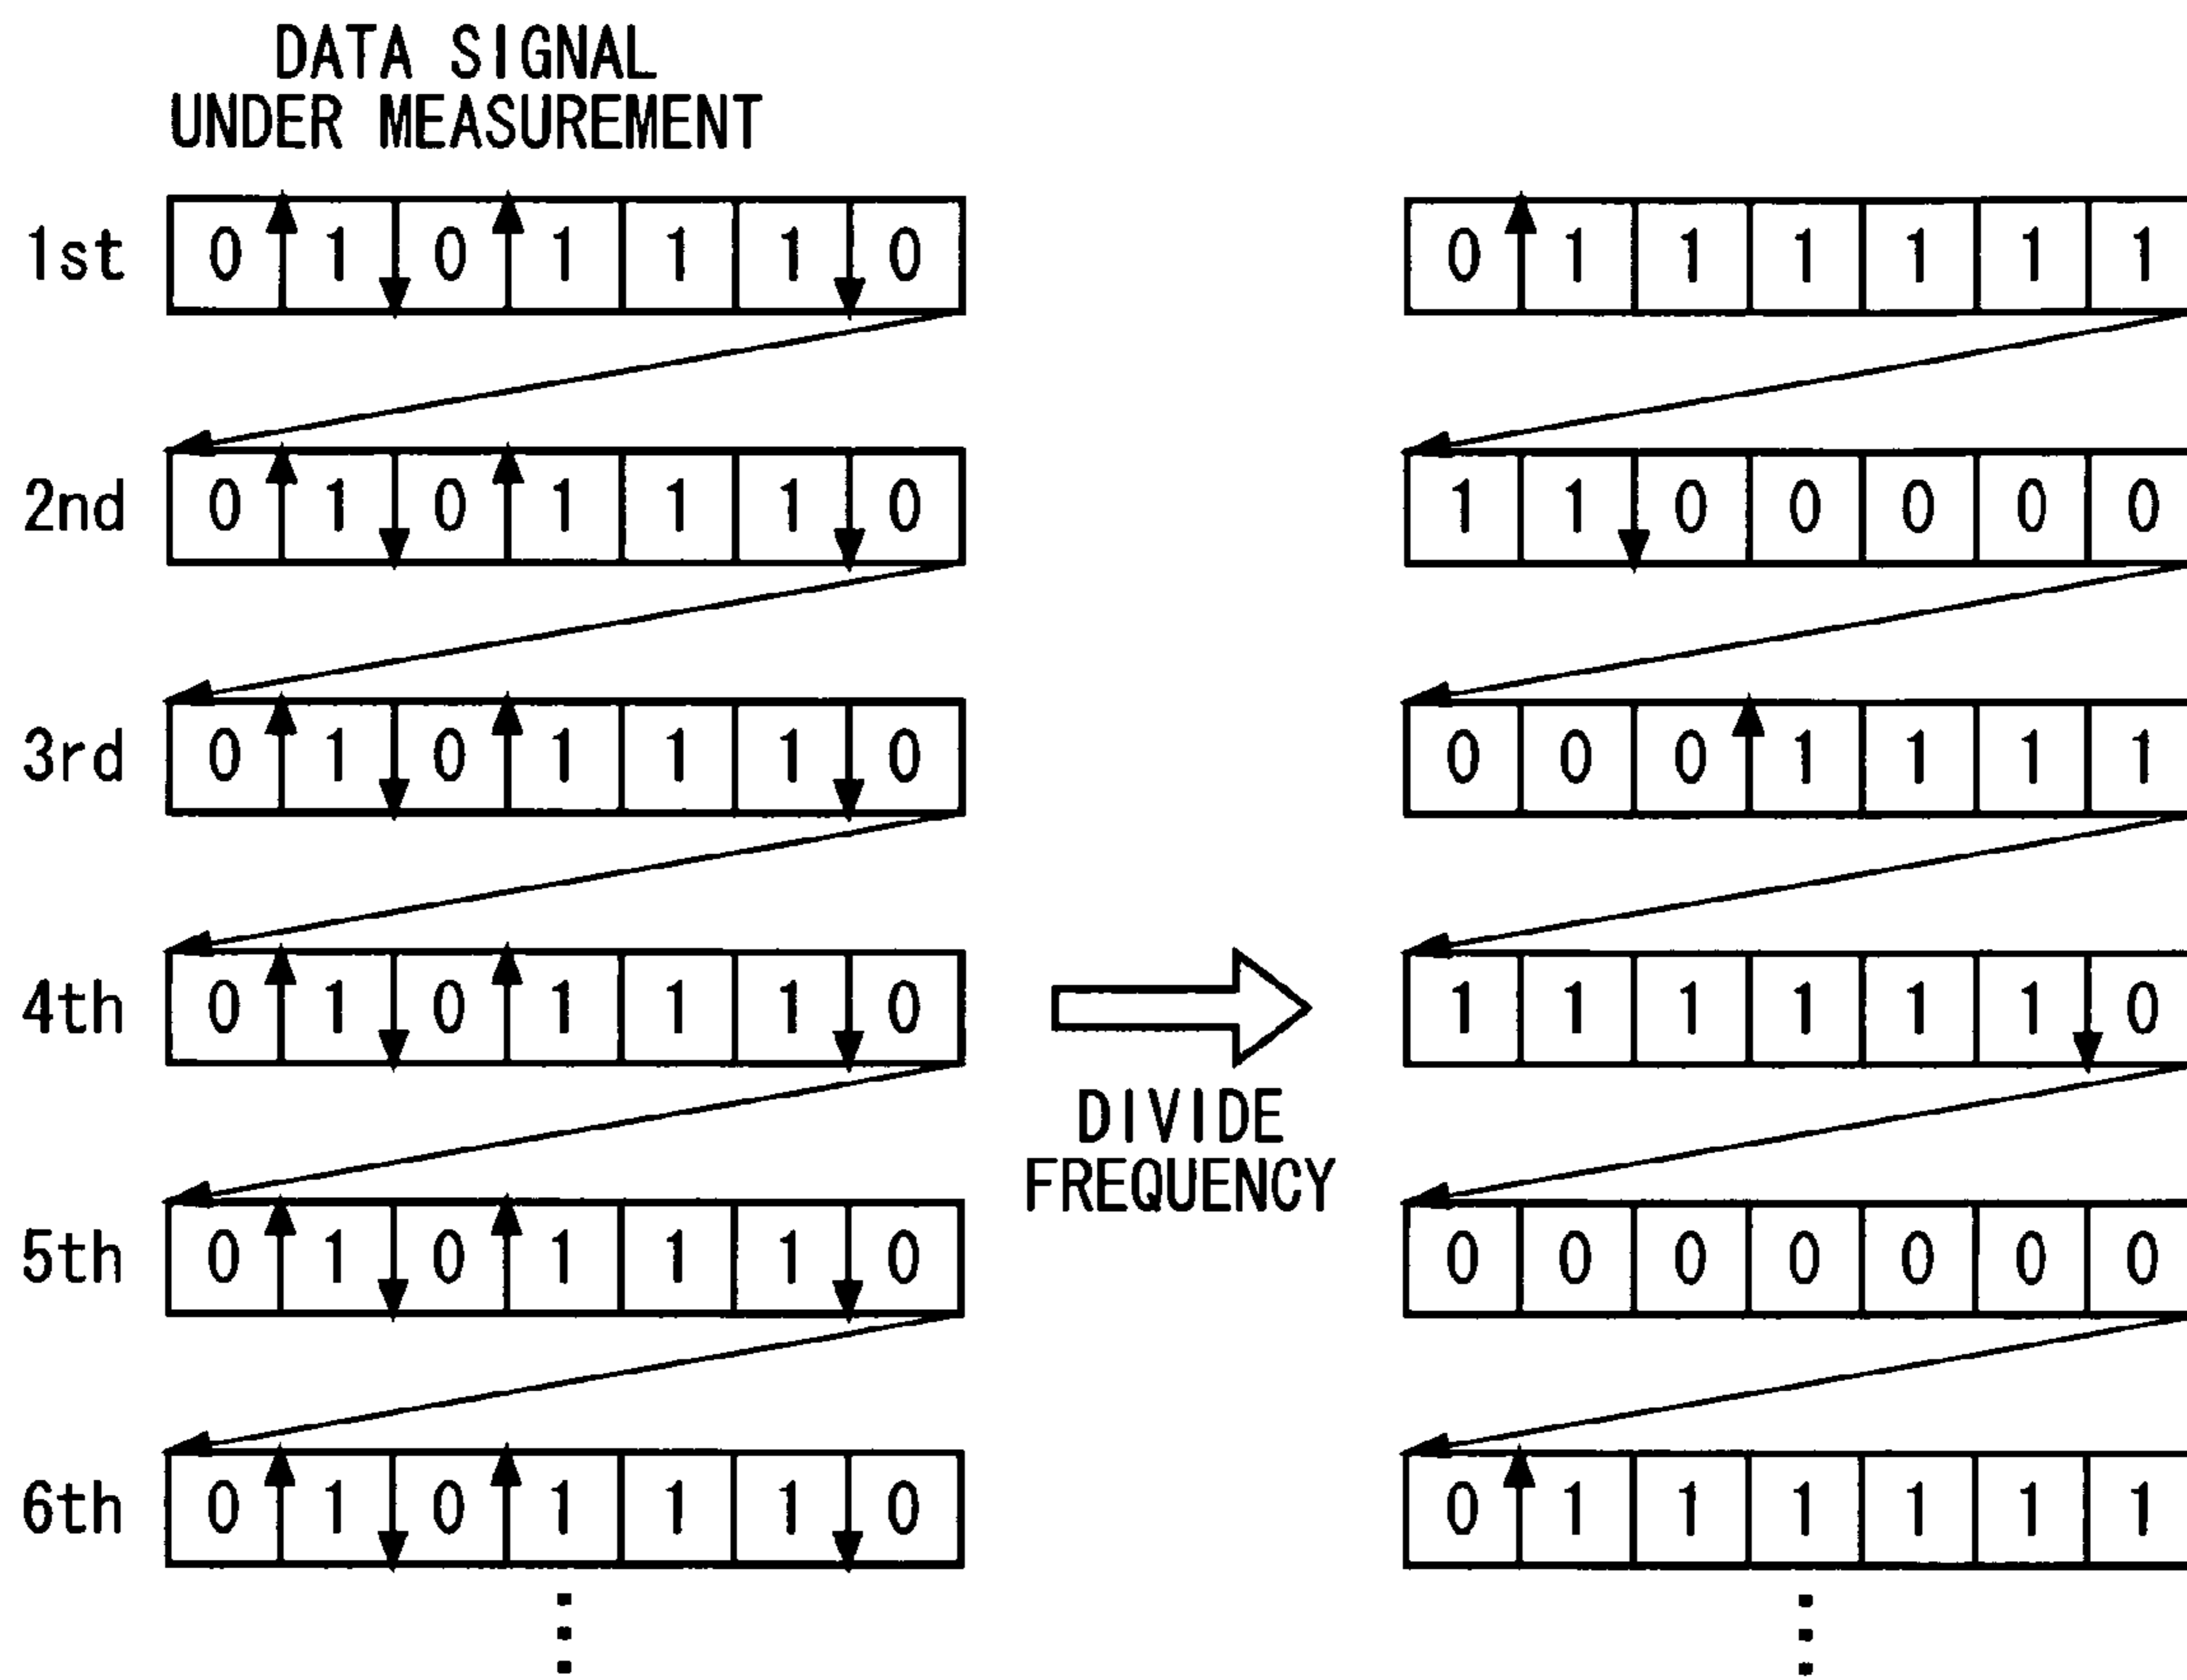 DATA SIGNAL
UNDER MEASUREMENT
1st 0 1 0 1 1 1 0 0 1 1 1 1 1 1
2nd 0 1 0 1 1 1 0 1 1 0 0 0 0 0
3rd 0 1 0 1 1 1 0 0 0 0 1 1 1 1
4th 0 1 0 1 1 1 0 1 1 1 1 1 1 0
DIVIDE
FREQUENCY
5th 0 1 0 1 1 1 0 0 0 0 0 0 0 0
6th 0 1 0 1 1 1 0 0 1 1 1 1 1 1